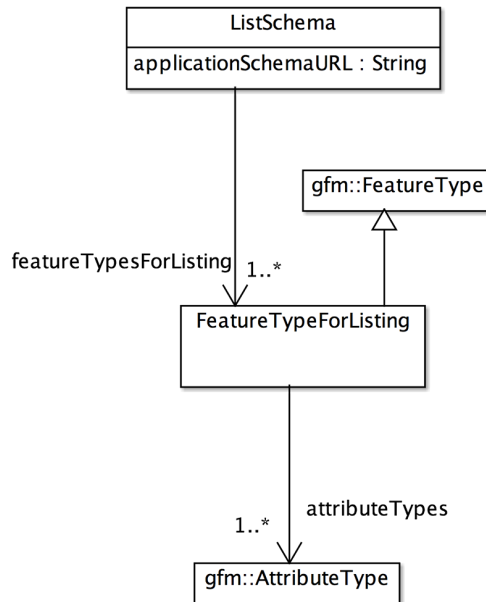 ListSchema
applicationSchemaURL : String
gfm::FeatureType
featureTypesForListing
1..*
FeatureTypeForListing
attributeTypes
1..*
gfm::AttributeType